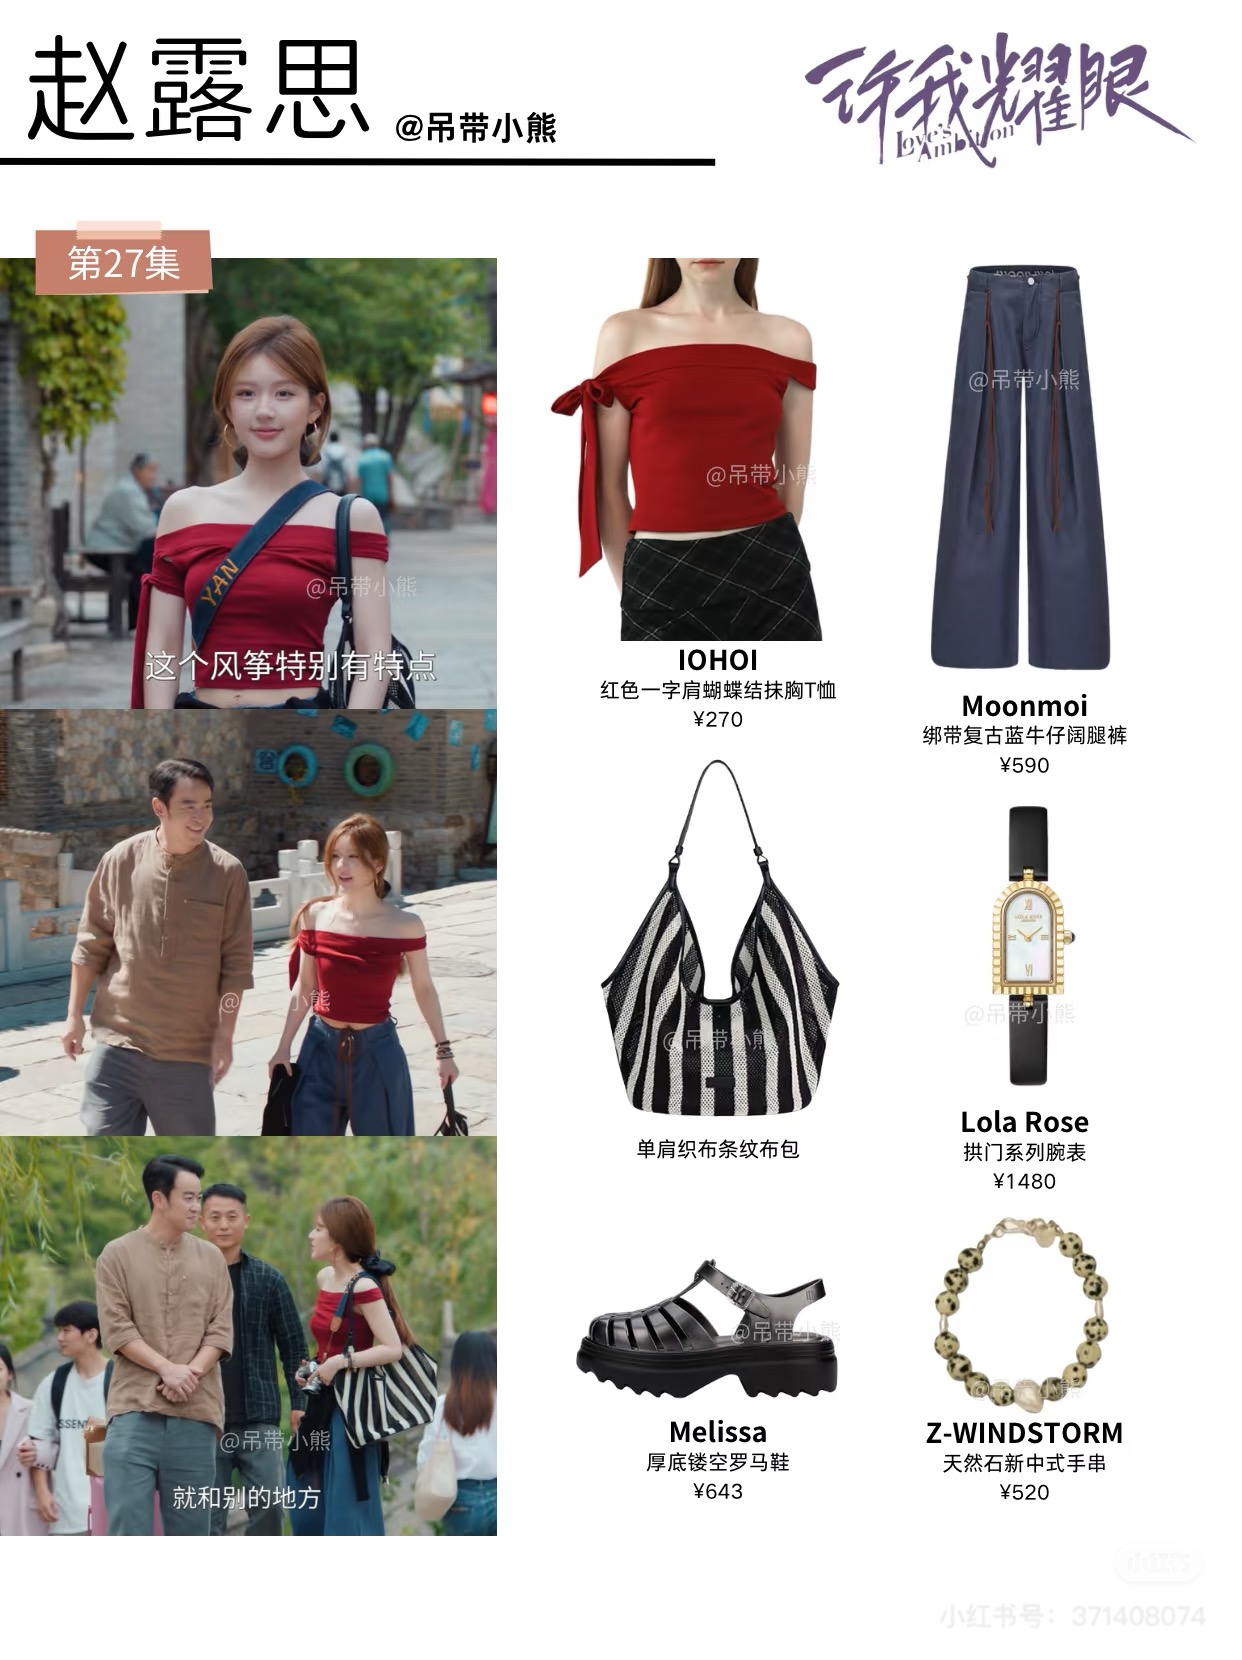 赵露思 @吊带小熊
许我耀眼
Love's
Ambition
第27集
YAN
@吊带小熊
这个风筝特别有特点
@吊带小熊
@吊带小熊
就和别的地方
@吊带小熊
IOHOI
红色一字肩蝴蝶结抹胸T恤
¥270
moon moi
@吊带小熊
Moonmoi
绑带复古蓝牛仔阔腿裤
¥590
@吊带小熊
单肩织布条纹布包
LOLA ROSE
@吊带小熊
Lola Rose
拱门系列腕表
¥1480
@吊带小熊
Melissa
厚底镂空罗马鞋
¥643
@吊带小熊
Z-WINDSTORM
天然石新中式手串
¥520
小红书
小红书号：371408074